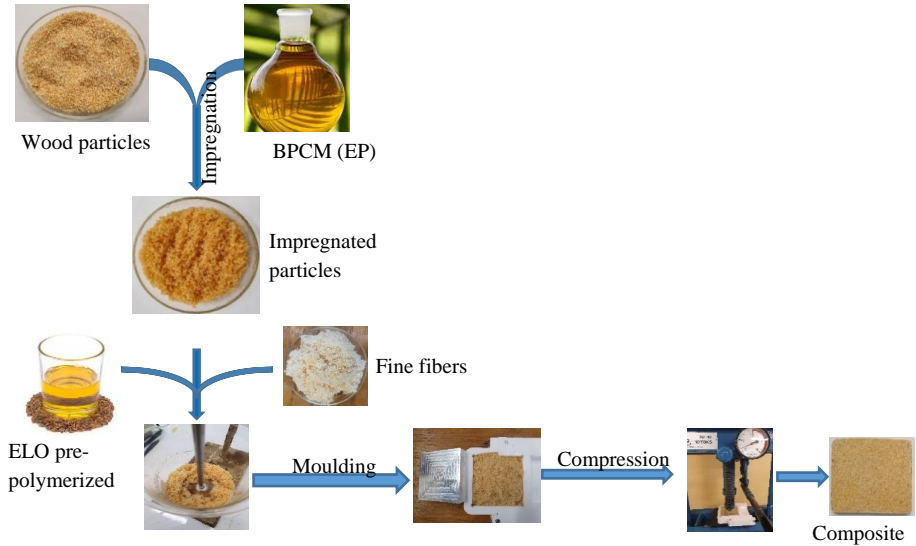 Wood particles
Impregnation
BPCM (EP)
Impregnated
particles
Fine fibers
ELO pre-
polymerized
Moulding
Compression
Composite